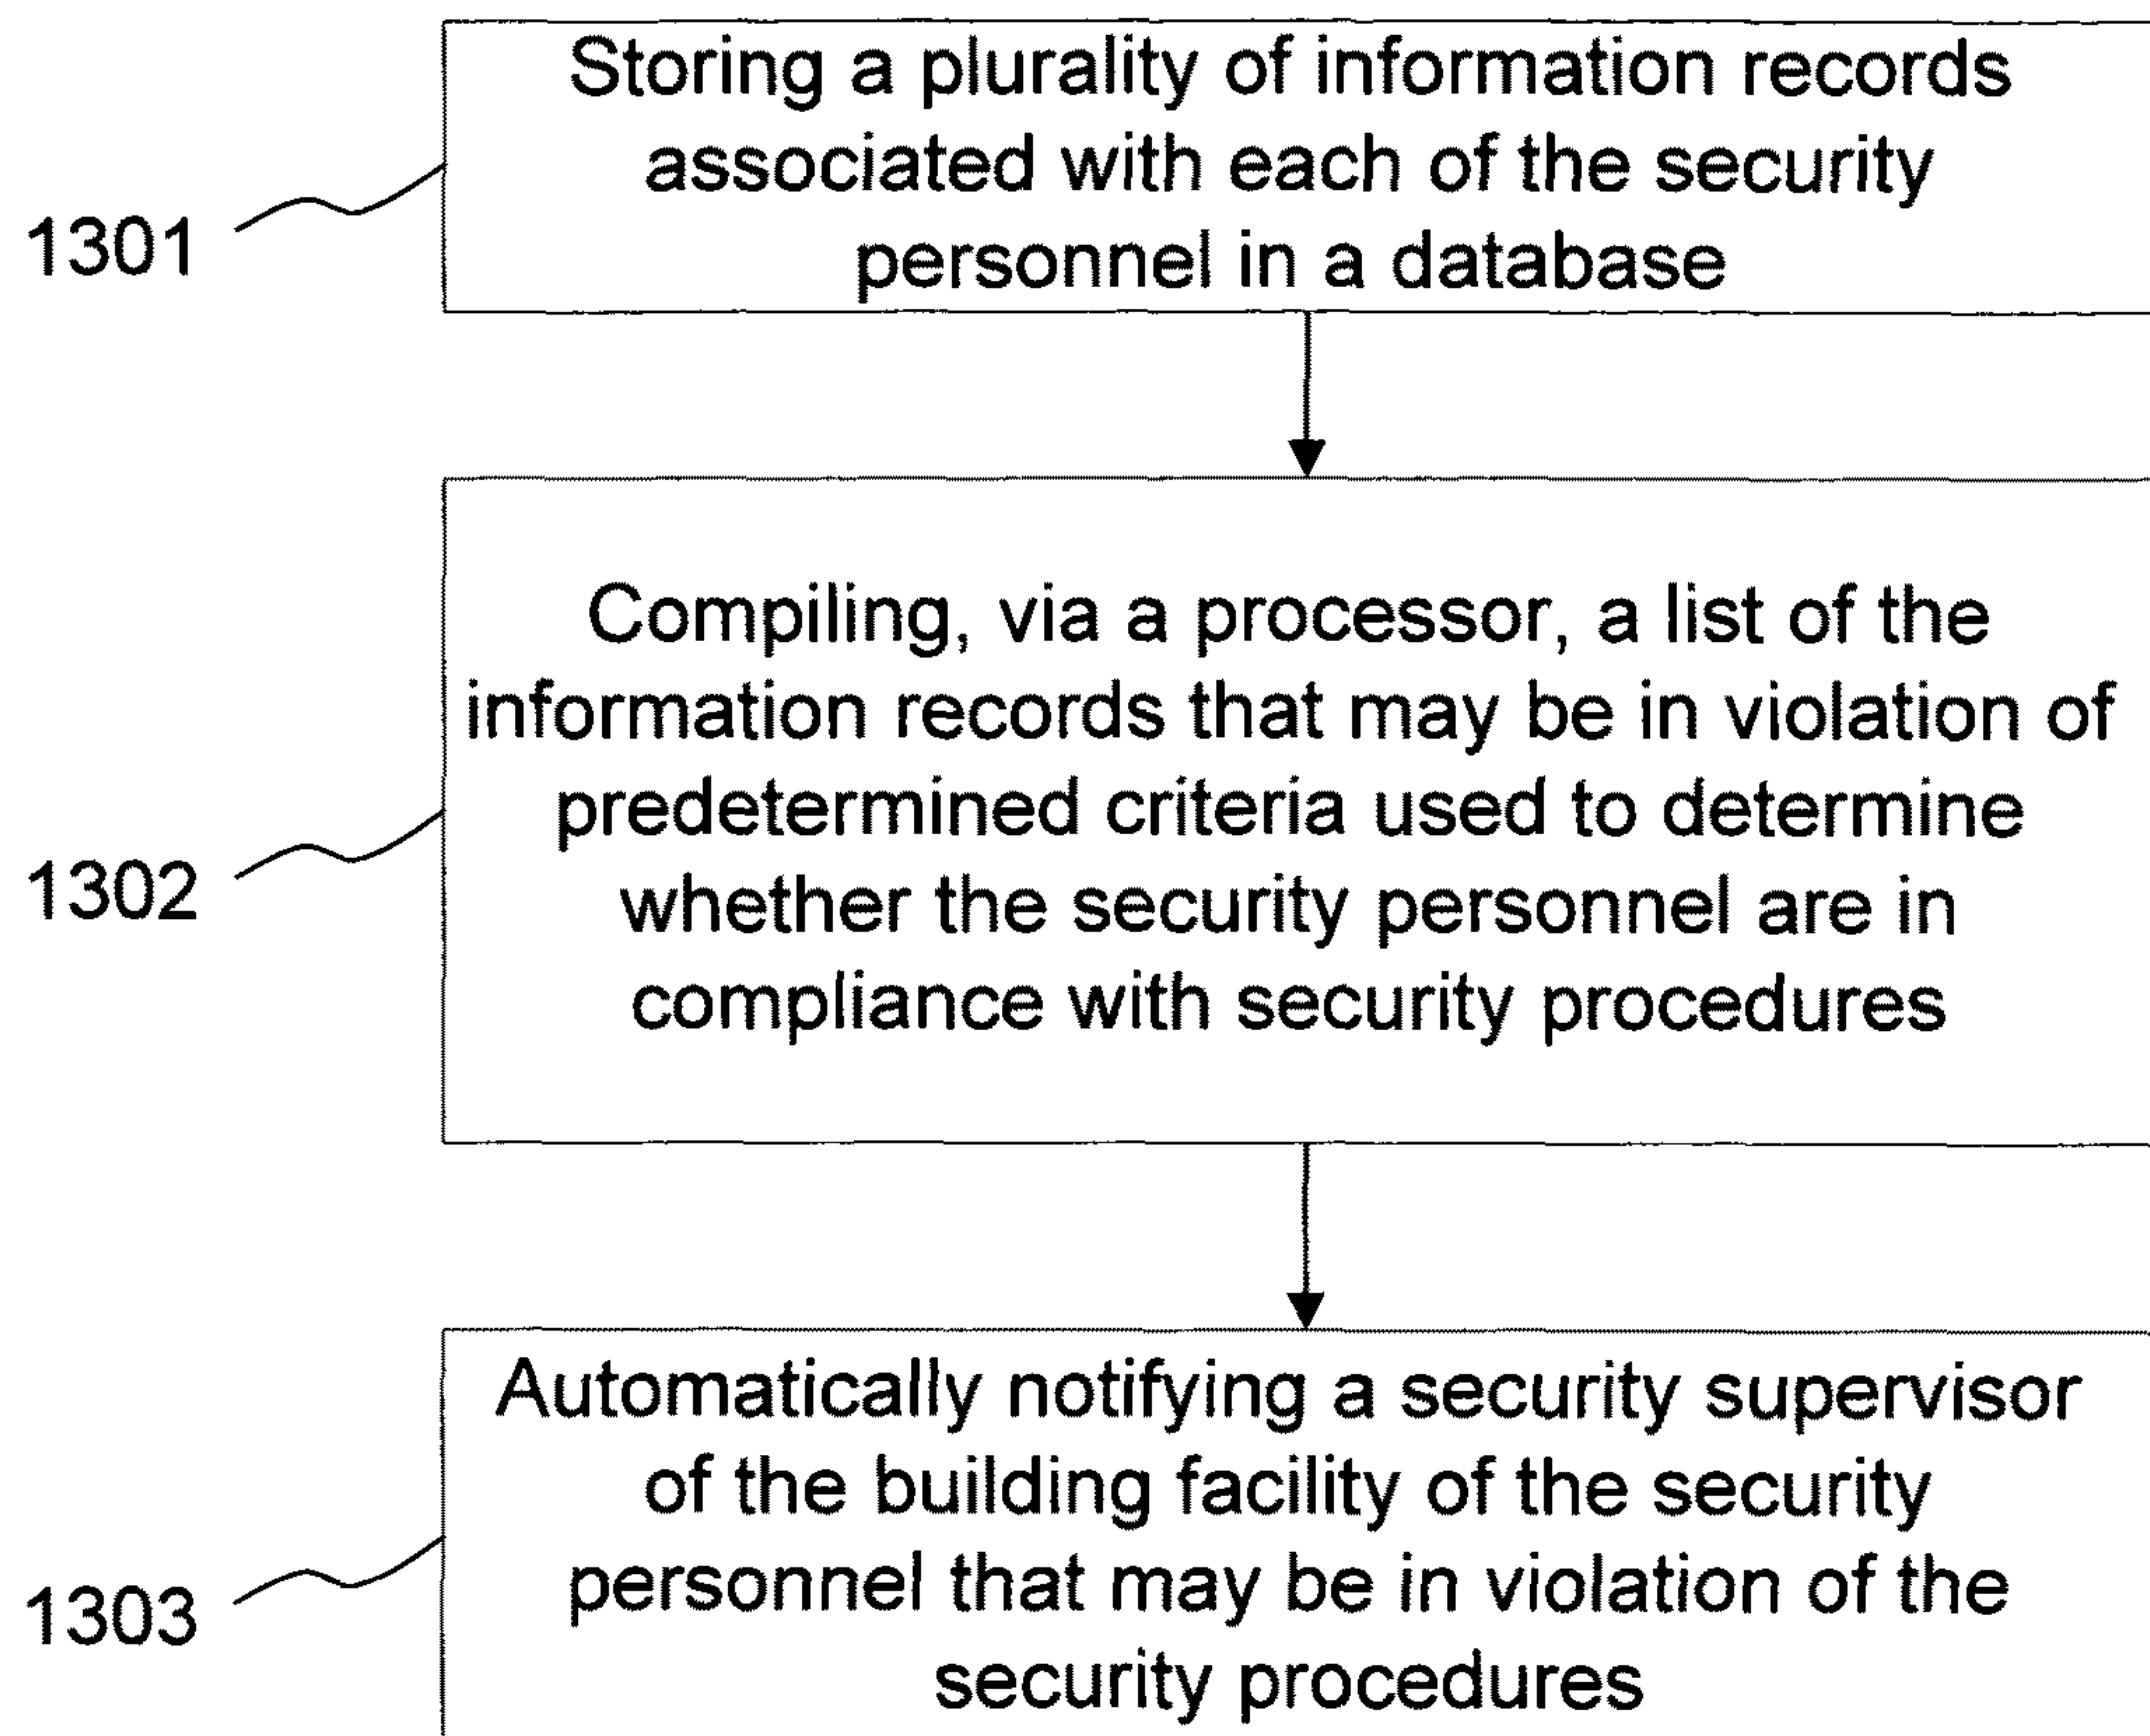 Storing a plurality of information records
associated with each of the security
personnel in a database
1301
Compiling, via a processor, a list of the
information records that may be in violation of
predetermined criteria used to determine
whether the security personnel are in
compliance with security procedures
1302
Automatically notifying a security supervisor
of the building facility of the security
personnel that may be in violation of the
security procedures
1303